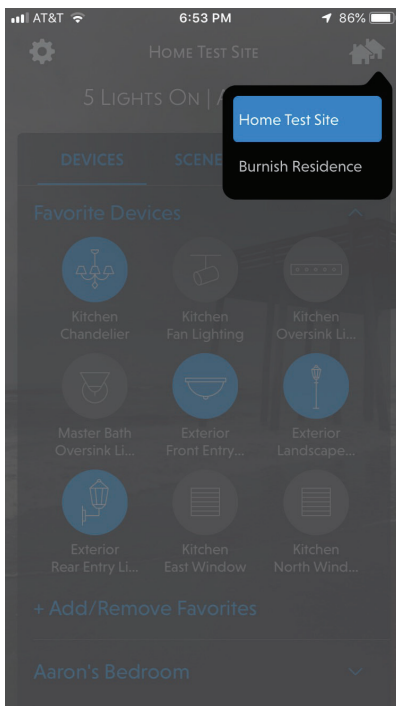 AT&T 6:53 PM 86%
Home Test Site
5 Lights On | A
Home Test Site
Burnish Residence
DEVICES SCENE
Favorite Devices
Kitchen Kitchen Kitchen
Chandelier Fan Lighting Oversink Li...
Master Bath Exterior Exterior
Oversink Li... Front Entry... Landscape...
Exterior Kitchen Kitchen
Rear Entry Li... East Window North Wind...
+ Add/Remove Favorites
Aaron's Bedroom